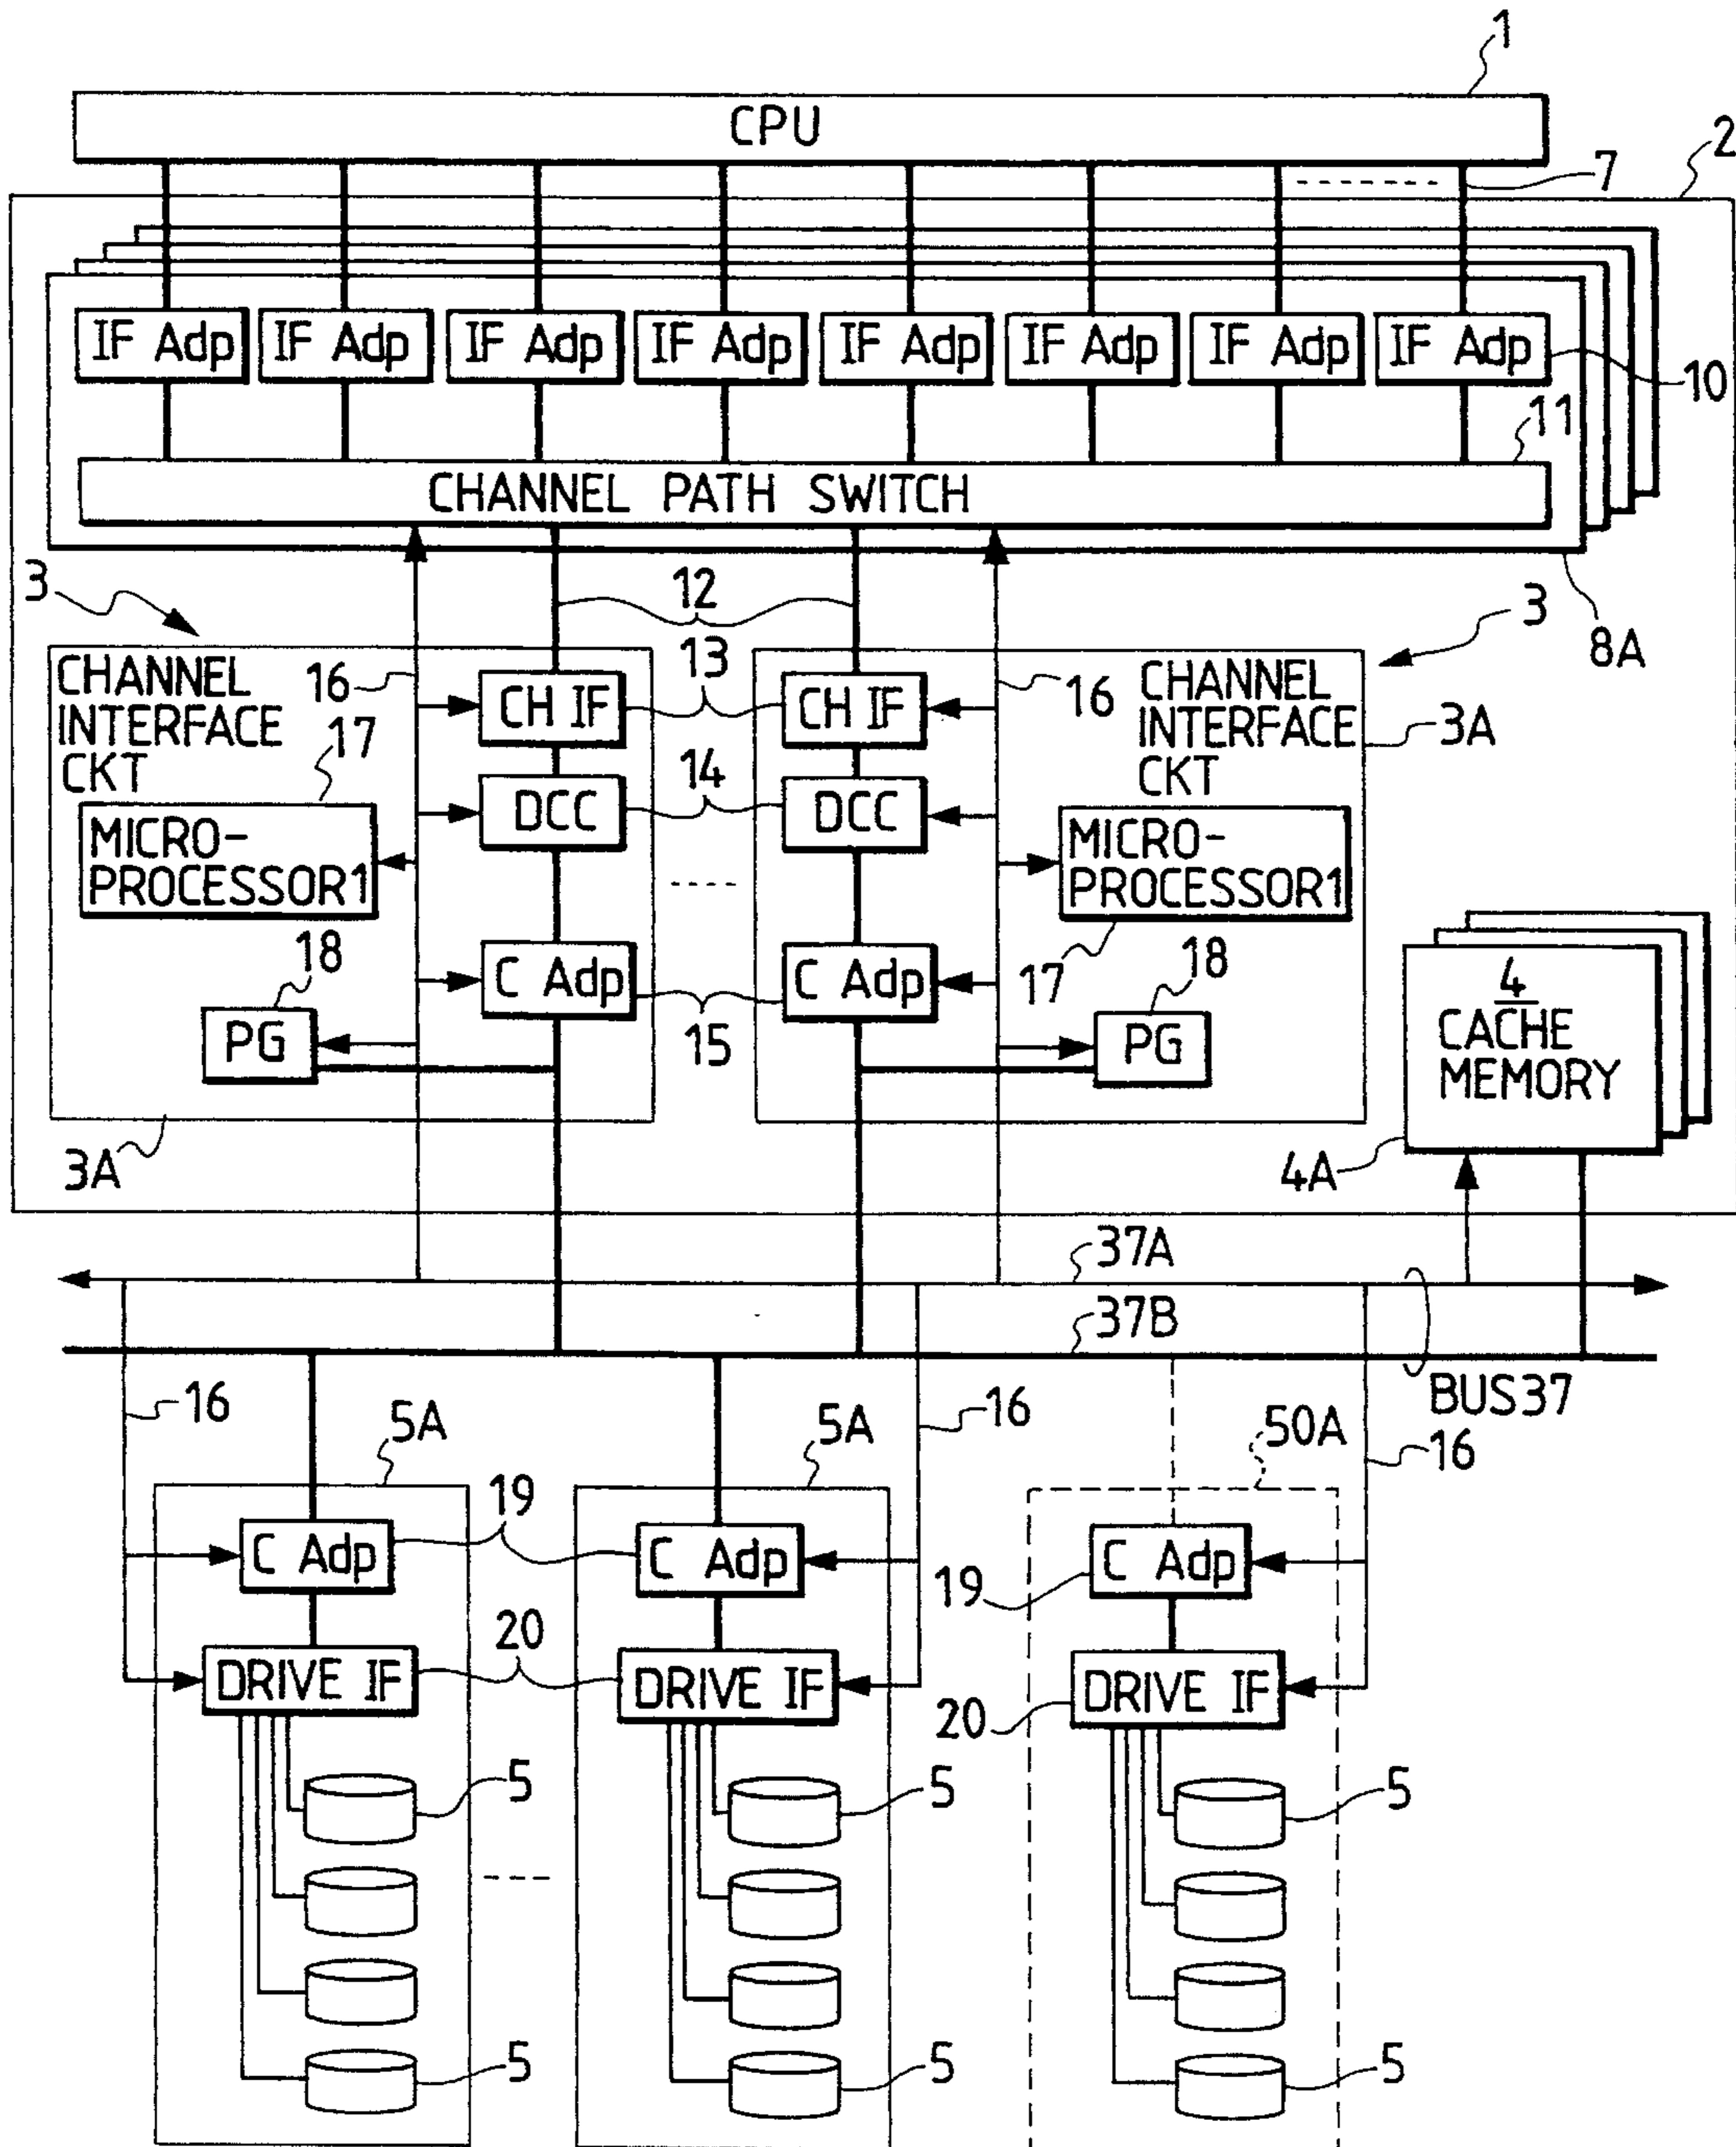 1
CPU
2
7
IF Adp IF Adp IF Adp IF Adp IF Adp IF Adp IF Adp IF Adp
10
11
CHANNEL PATH SWITCH
3
12
3
8A
CHANNEL
INTERFACE
CKT
16
13
CH IF
CH IF
16
CHANNEL
INTERFACE
CKT
3A
17
14
DCC
DCC
MICRO-
PROCESSOR1
MICRO-
PROCESSOR1
18
C Adp
C Adp
17
18
15
PG
PG
4
CACHE
MEMORY
3A
4A
37A
37B
BUS37
16
5A
5A
16
50A
16
19
C Adp
C Adp
19
C Adp
20
DRIVE IF
DRIVE IF
20
DRIVE IF
5
5
5
5
5
5